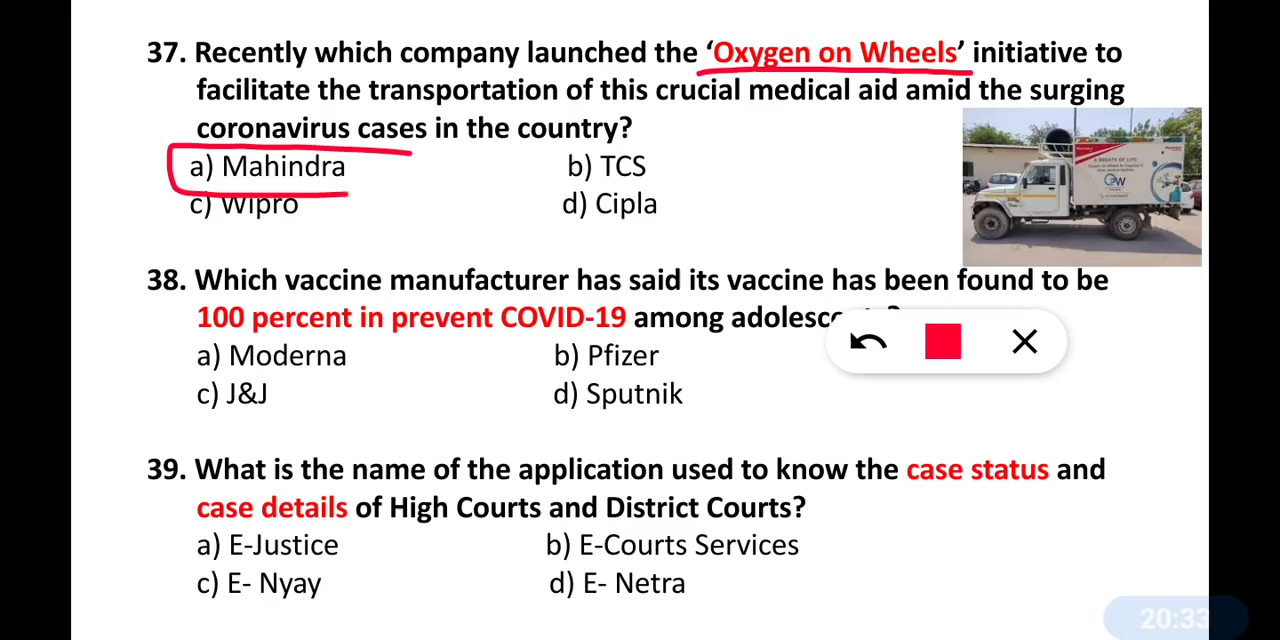 37. Recently which company launched the ‘Oxygen on Wheels’ initiative to
facilitate the transportation of this crucial medical aid amid the surging
coronavirus cases in the country?
a) Mahindra b) TCS
c) Wipro d) Cipla
A BREATH OF LIFE
38. Which vaccine manufacturer has said its vaccine has been found to be
100 percent in prevent COVID-19 among
a) Moderna b) Pfizer
c) J&J d) Sputnik
39. What is the name of the application used to know the case status and
case details of High Courts and District Courts?
a) E-Justice b) E-Courts Services
c) E- Nyay d) E- Netra
20:33